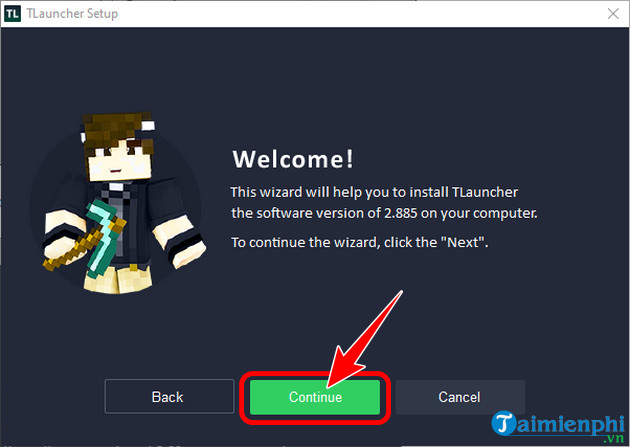 TL TLauncher Setup
Welcome!
This wizard will help you to install TLauncher
the software version of 2.885 on your computer.
To continue the wizard, click the "Next".
Back Continue Cancel
Taimienphi
.vn